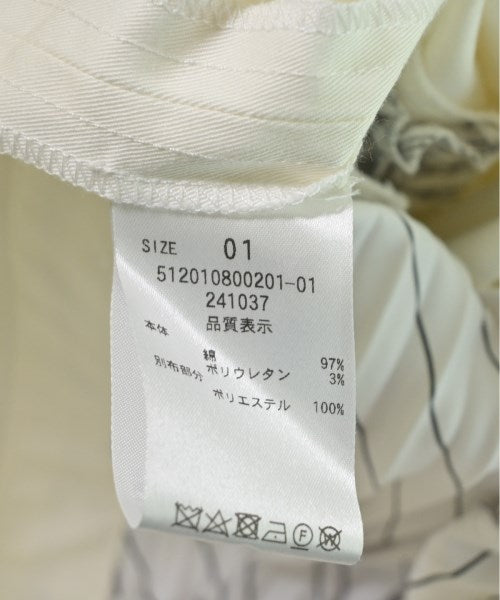 SIZE 01
512010800201-01
241037
品質表示
本体
綿 97%
ポリウレタン 3%
別布部分
ポリエステル 100%
F
W